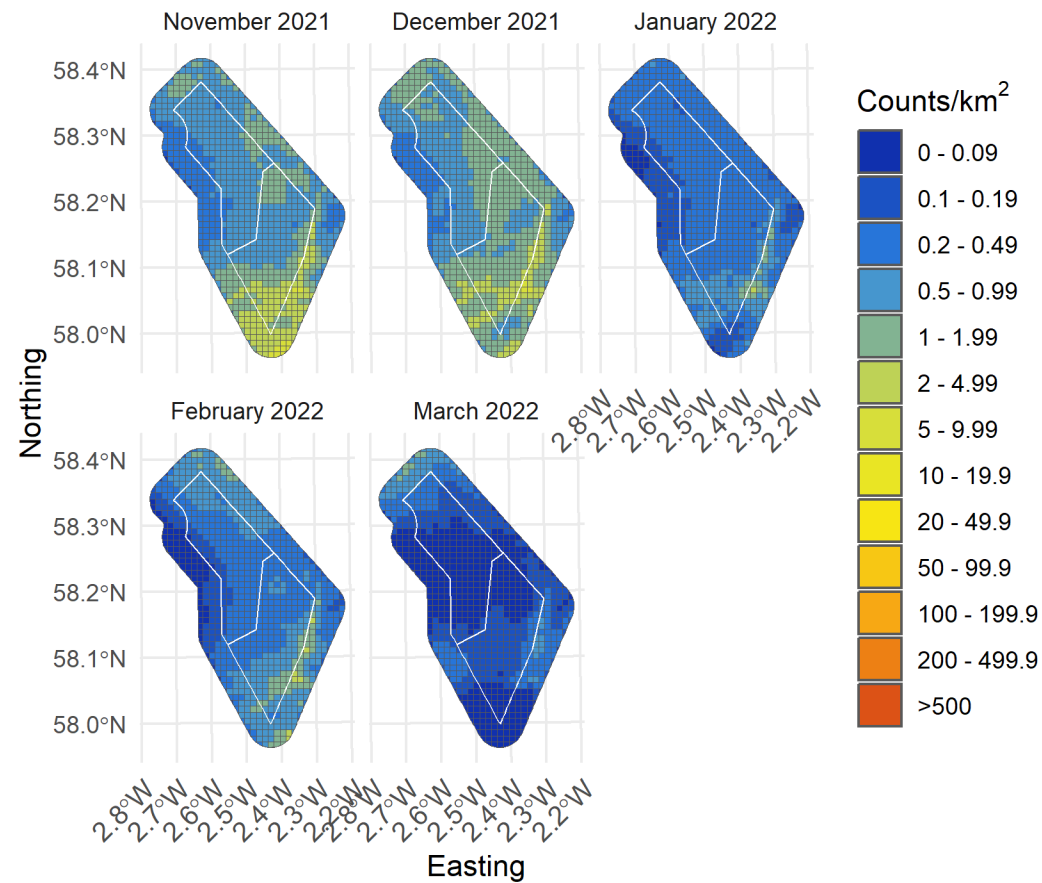 November 2021
December 2021
January 2022
58.4°N
58.3°N
58.2°N
58.1°N
58.0°N
2.8°W
2.7°W
2.6°W
2.5°W
2.4°W
2.3°W
2.2°W
February 2022
March 2022
58.4°N
58.3°N
58.2°N
58.1°N
58.0°N
2.8°W
2.7°W
2.6°W
2.5°W
2.4°W
2.3°W
2.2°W
2.8°W
2.7°W
2.6°W
2.5°W
2.4°W
2.3°W
2.2°W
Northing
Easting
Counts/km²
0 - 0.09
0.1 - 0.19
0.2 - 0.49
0.5 - 0.99
1 - 1.99
2 - 4.99
5 - 9.99
10 - 19.9
20 - 49.9
50 - 99.9
100 - 199.9
200 - 499.9
>500